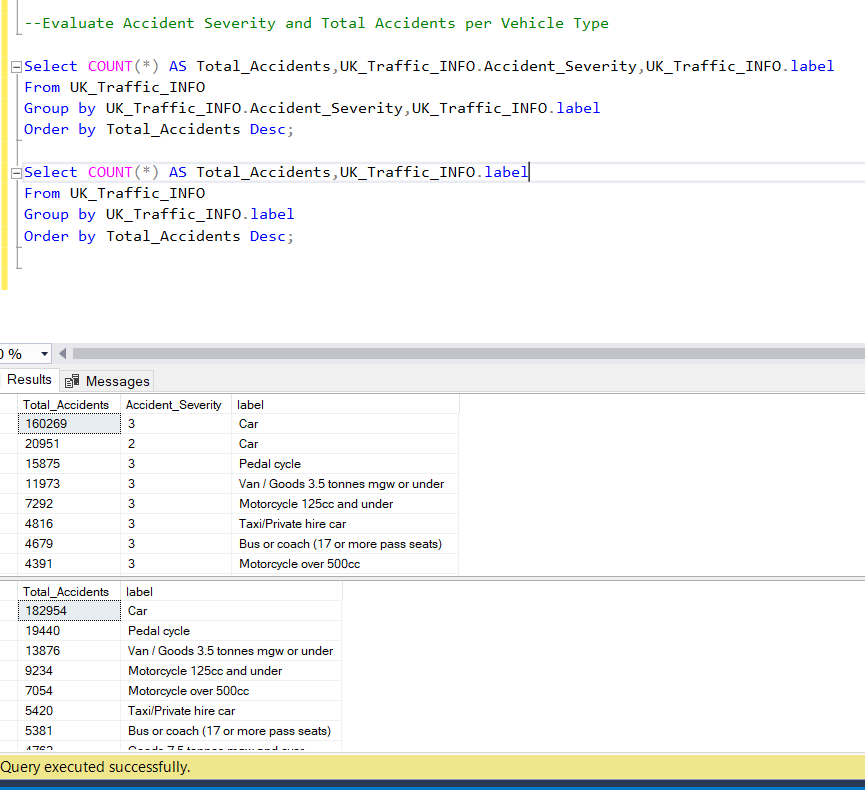 --Evaluate Accident Severity and Total Accidents per Vehicle Type
Select COUNT(*) AS Total_Accidents,UK_Traffic_INFO.Accident_Severity,UK_Traffic_INFO.label
From UK_Traffic_INFO
Group by UK_Traffic_INFO.Accident_Severity,UK_Traffic_INFO.label
Order by Total_Accidents Desc;
Select COUNT(*) AS Total_Accidents,UK_Traffic_INFO.label
From UK_Traffic_INFO
Group by UK_Traffic_INFO.label
Order by Total_Accidents Desc;
0 %
Results Messages
Total_Accidents Accident_Severity label
160269 3 Car
20951 2 Car
15875 3 Pedal cycle
11973 3 Van / Goods 3.5 tonnes mgw or under
7292 3 Motorcycle 125cc and under
4816 3 Taxi/Private hire car
4679 3 Bus or coach (17 or more pass seats)
4391 3 Motorcycle over 500cc
Total_Accidents label
182954 Car
19440 Pedal cycle
13876 Van / Goods 3.5 tonnes mgw or under
9234 Motorcycle 125cc and under
7054 Motorcycle over 500cc
5420 Taxi/Private hire car
5381 Bus or coach (17 or more pass seats)
Goods 7.5 tonnes mgw and over
Query executed successfully.